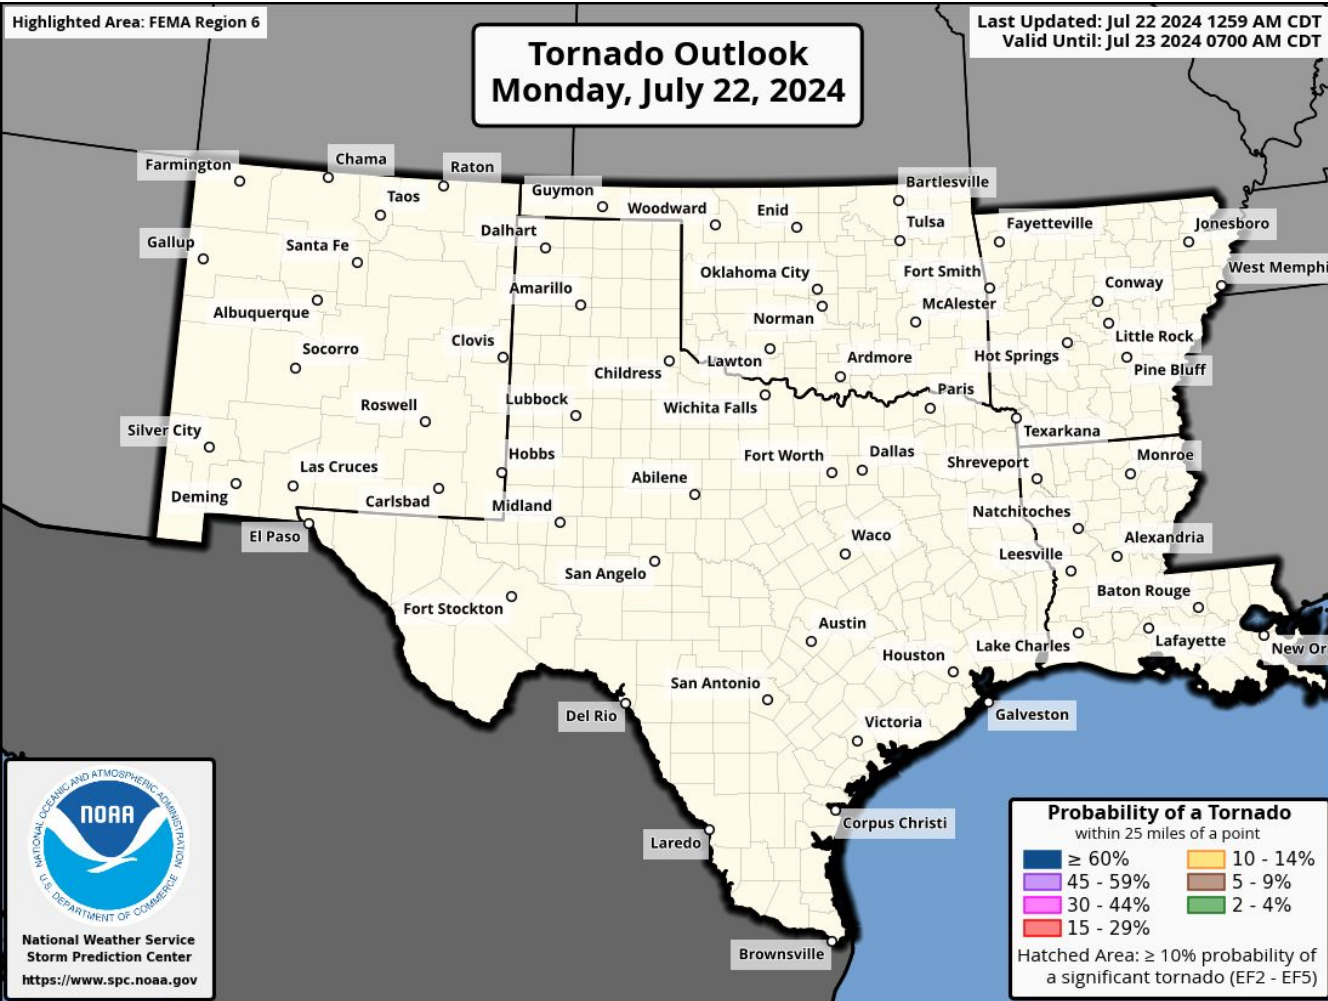 Highlighted Area: FEMA Region 6
Tornado Outlook
Monday, July 22, 2024
Last Updated: Jul 22 2024 1259 AM CDT
Valid Until: Jul 23 2024 0700 AM CDT
Farmington
Chama
Raton
Taos
Guymon
Woodward
Enid
Bartlesville
Tulsa
Fayetteville
Jonesboro
Gallup
Santa Fe
Dalhart
Oklahoma City
Fort Smith
West Memphi
Albuquerque
Amarillo
Norman
McAlester
Conway
Socorro
Clovis
Childress
Lawton
Ardmore
Hot Springs
Little Rock
Pine Bluff
Roswell
Lubbock
Wichita Falls
Paris
Texarkana
Silver City
Las Cruces
Hobbs
Abilene
Fort Worth
Dallas
Shreveport
Monroe
Deming
Carlsbad
Midland
Natchitoches
El Paso
San Angelo
Waco
Leesville
Alexandria
Fort Stockton
Baton Rouge
Austin
Houston
Lake Charles
Lafayette
New Or
San Antonio
Del Rio
Victoria
Galveston
Corpus Christi
Laredo
Brownsville
NATIONAL OCEANIC AND ATMOSPHERIC ADMINISTRATION
NOAA
U.S. DEPARTMENT OF COMMERCE
National Weather Service
Storm Prediction Center
https://www.spc.noaa.gov
Probability of a Tornado
within 25 miles of a point
≥ 60% 10 - 14%
45 - 59% 5 - 9%
30 - 44% 2 - 4%
15 - 29%
Hatched Area: ≥ 10% probability of
a significant tornado (EF2 - EF5)